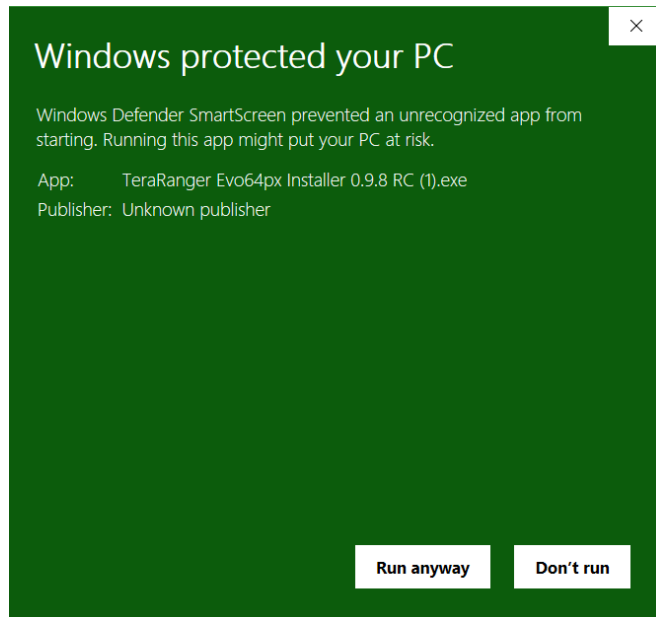 Windows protected your PC
Windows Defender SmartScreen prevented an unrecognized app from
starting. Running this app might put your PC at risk.
App: TeraRanger Evo64px Installer 0.9.8 RC (1).exe
Publisher: Unknown publisher
Run anyway Don’t run